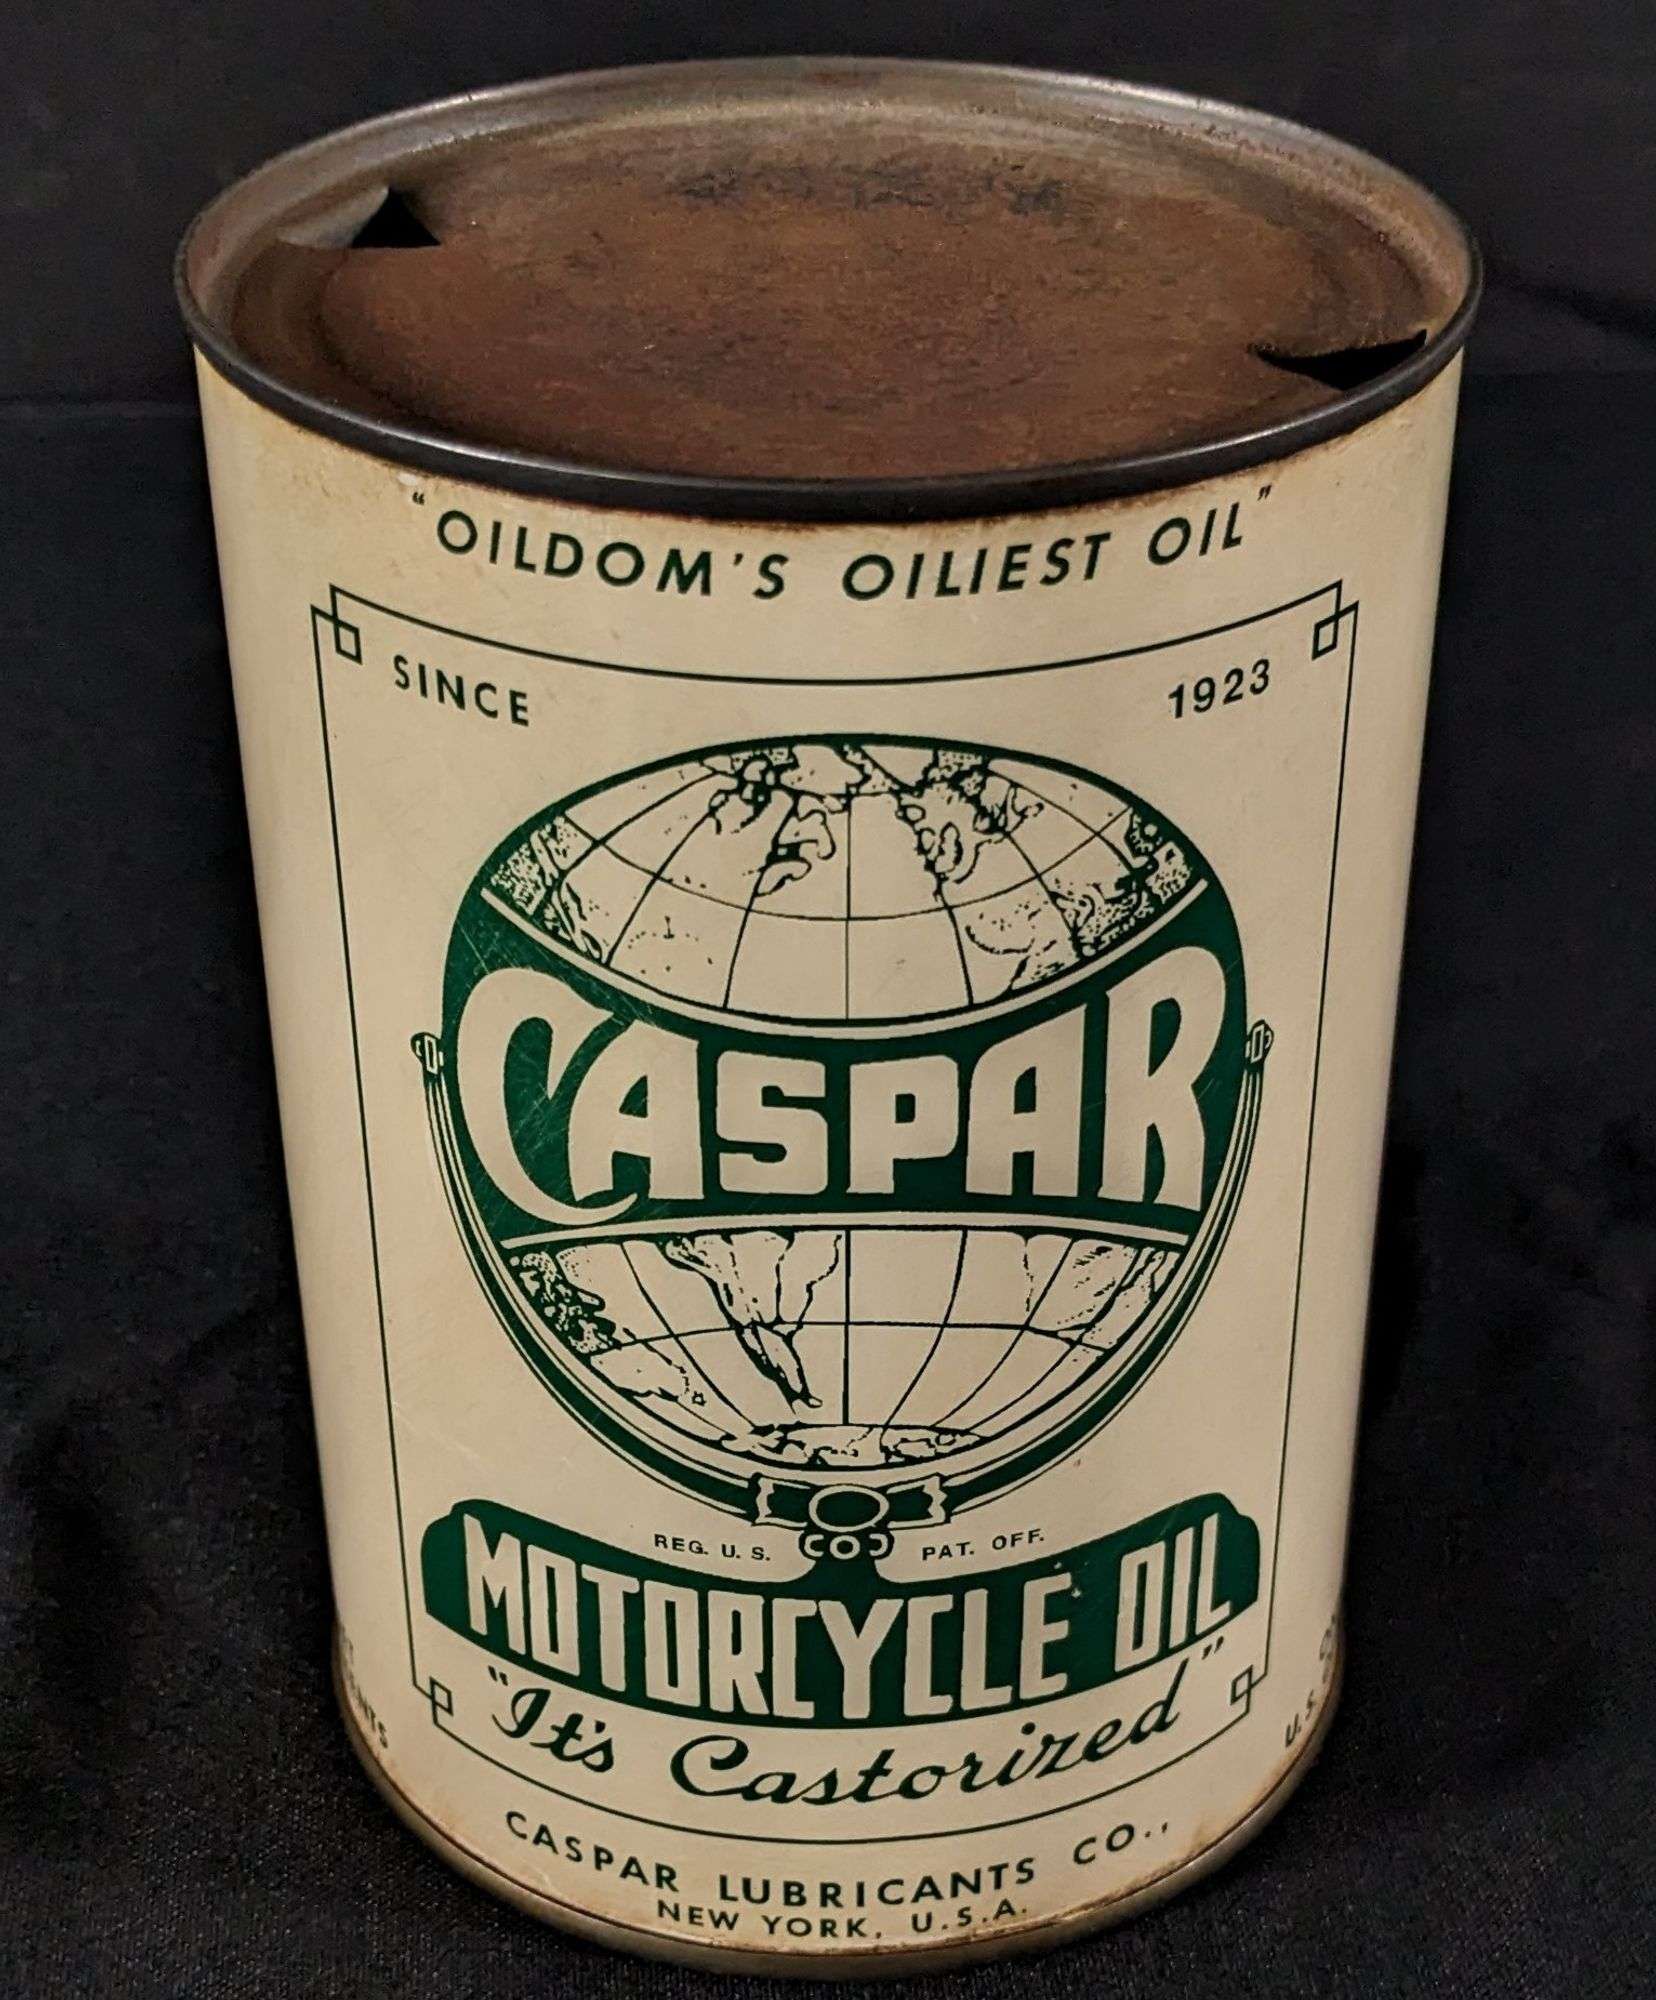 "OILDOM'S OILIEST OIL"
SINCE 1923
CASPAR
REG. U.S. PAT. OFF.
MOTORCYCLE OIL
"It's Castorized"
CASPAR LUBRICANTS CO.,
NEW YORK, U.S.A.
U.S.